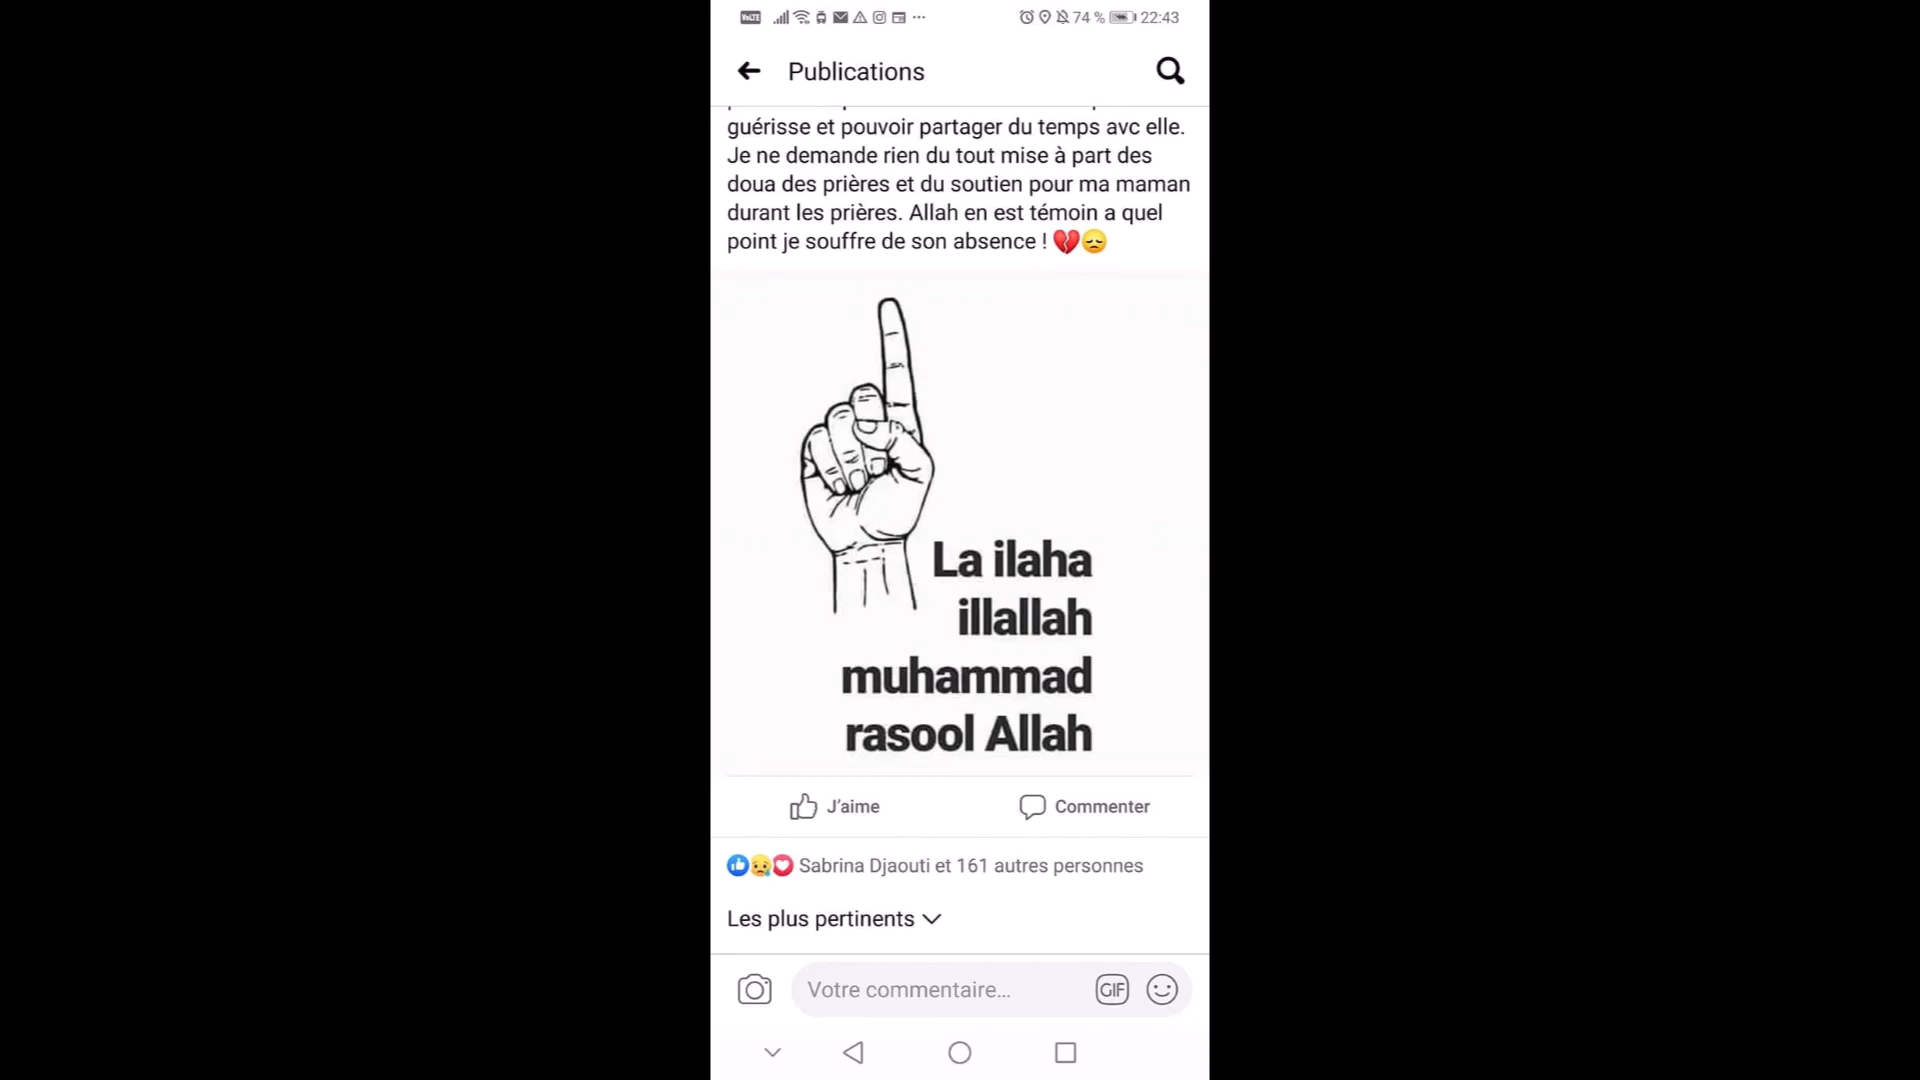 VoLTE 74 % 22:43
Publications
guérisse et pouvoir partager du temps avc elle.
Je ne demande rien du tout mise à part des
doua des prières et du soutien pour ma maman
durant les prières. Allah en est témoin a quel
point je souffre de son absence ! 💔😞
La ilaha
illallah
muhammad
rasool Allah
J'aime Commenter
Sabrina Djaouti et 161 autres personnes
Les plus pertinents
Votre commentaire... GIF